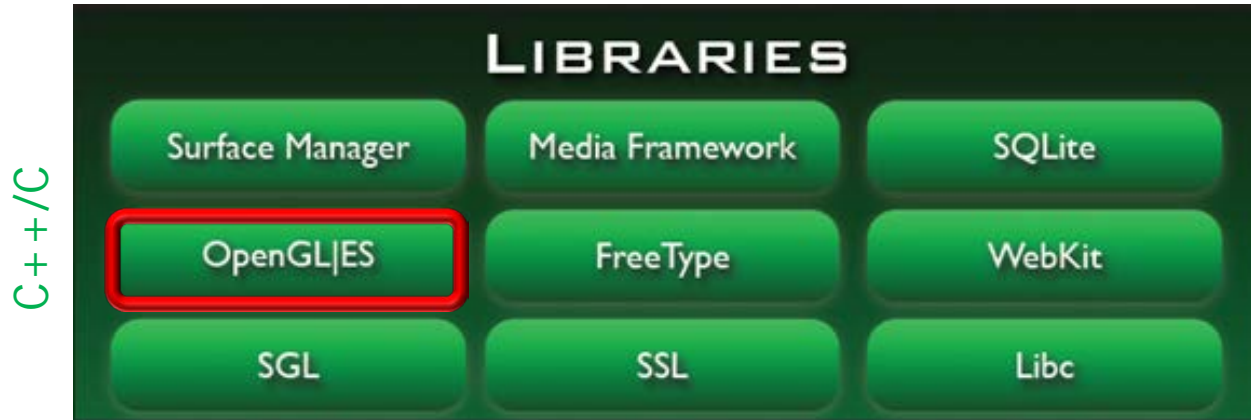 LIBRARIES
C++/C
Surface Manager
Media Framework
SQLite
OpenGL|ES
FreeType
WebKit
SGL
SSL
Libc